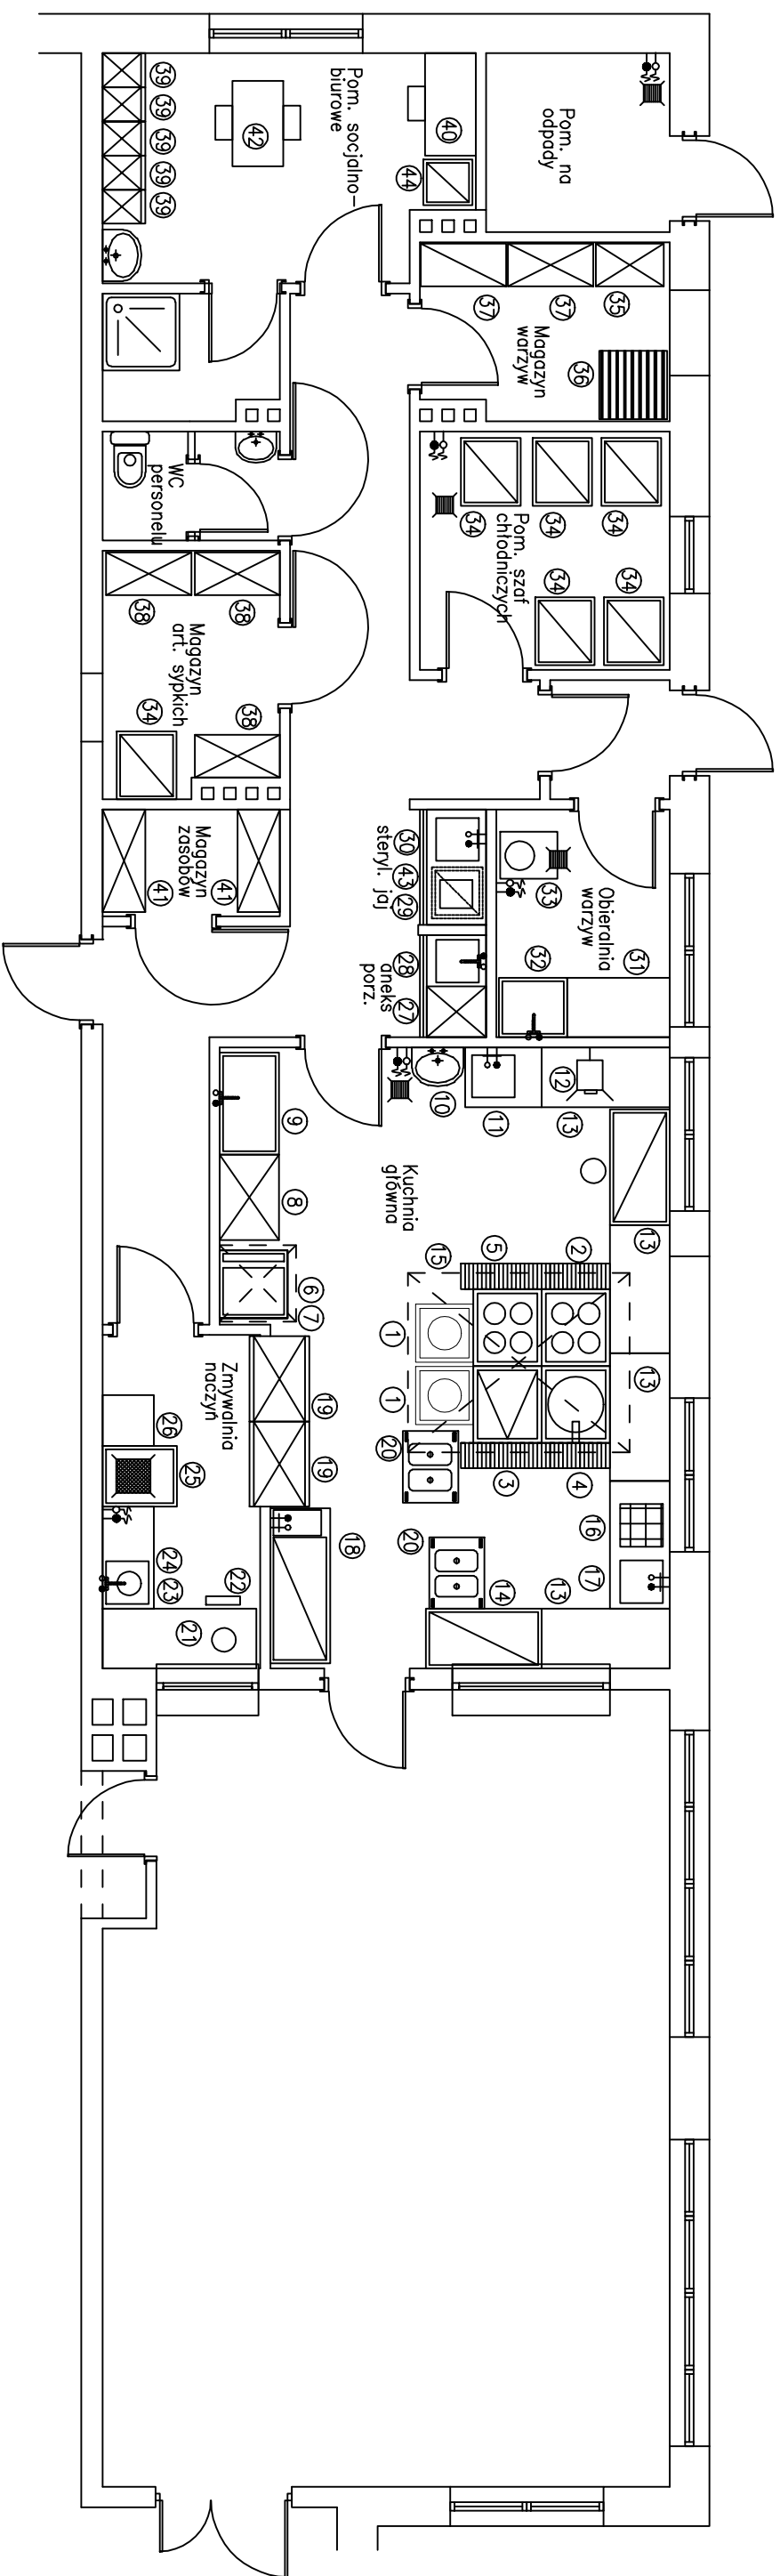 Pom. na
odpady
40
44
Pom. socjalno-
biurowe
42
39
39
39
39
39
35
37
37
36
Magazyn
warzyw
34
34
34
34
34
Pom. szaf
chłodniczych
WC
personelu
38
38
Magazyn
art. sypkich
34
38
Magazyn
zasobów
41
41
30
43
29
steryl. jaj
28
27
aneks
porz.
33
Obieralnia
warzyw
31
32
12
13
11
10
Kuchnia
główna
9
8
6
7
13
2
5
15
1
1
13
4
3
20
20
16
17
13
14
18
19
19
Zmywalnia
naczyń
26
25
24
23
22
21